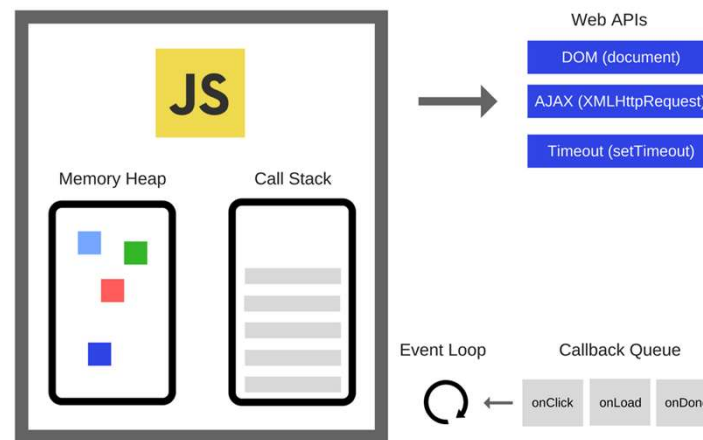 Web APIs
DOM (document)
JS
AJAX (XMLHttpRequest)
Timeout (setTimeout)
Memory Heap
Call Stack
Event Loop
Callback Queue
onClick
onLoad